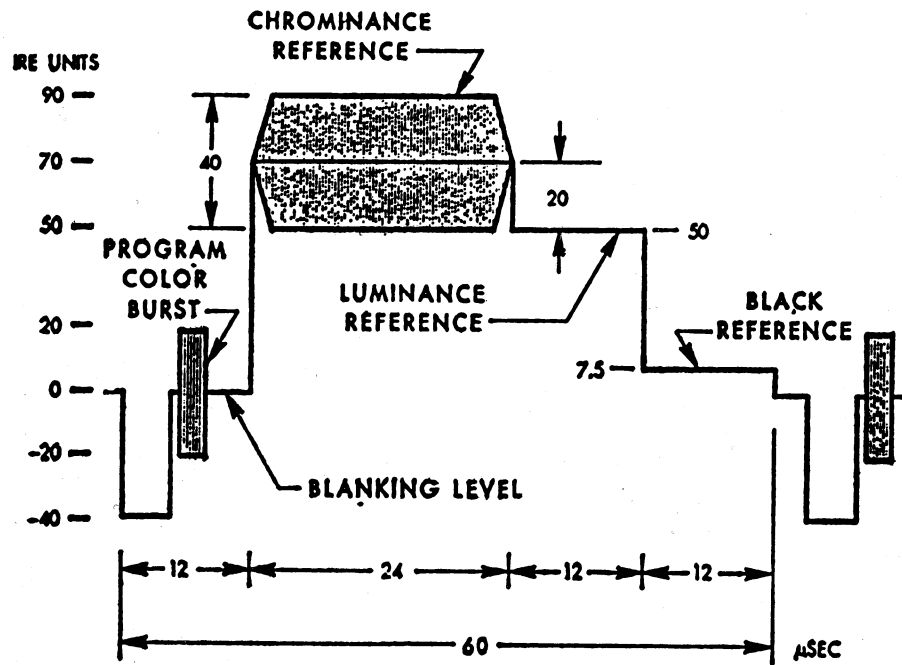 CHROMINANCE
REFERENCE
IRE UNITS
90
70
50
20
0
-20
-40
40
20
50
PROGRAM
COLOR
BURST
LUMINANCE
REFERENCE
BLACK
REFERENCE
7.5
BLANKING LEVEL
12
24
12
12
60
µSEC